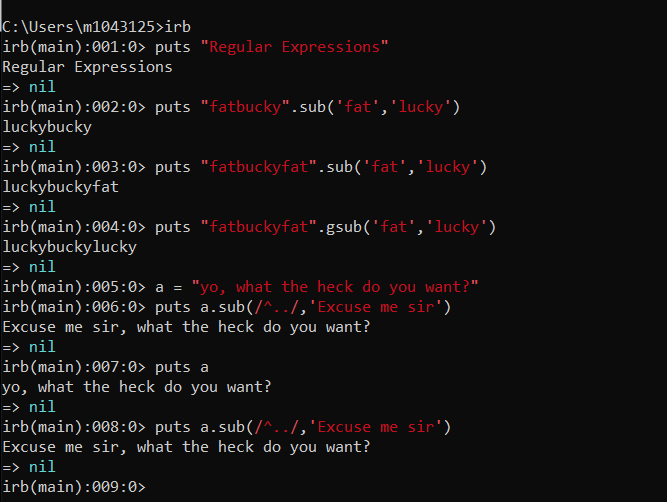 C:\Users\m1043125>irb
irb(main):001:0> puts "Regular Expressions"
Regular Expressions
=> nil
irb(main):002:0> puts "fatbucky".sub('fat','lucky')
luckybucky
=> nil
irb(main):003:0> puts "fatbuckyfat".sub('fat','lucky')
luckybuckyfat
=> nil
irb(main):004:0> puts "fatbuckyfat".gsub('fat','lucky')
luckybuckylucky
=> nil
irb(main):005:0> a = "yo, what the heck do you want?"
irb(main):006:0> puts a.sub(/^../,'Excuse me sir')
Excuse me sir, what the heck do you want?
=> nil
irb(main):007:0> puts a
yo, what the heck do you want?
=> nil
irb(main):008:0> puts a.sub(/^../,'Excuse me sir')
Excuse me sir, what the heck do you want?
=> nil
irb(main):009:0>